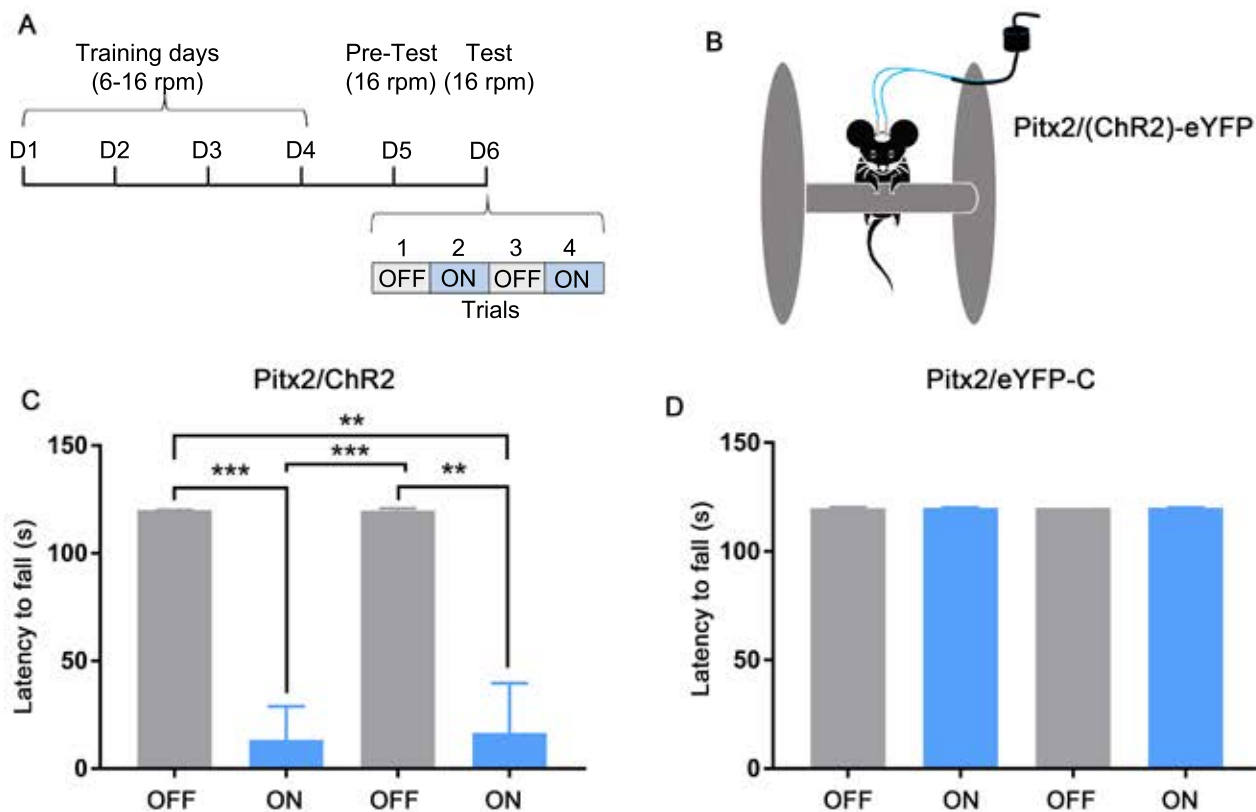 A
Training days
(6-16 rpm)
Pre-Test
(16 rpm)
Test
(16 rpm)
D1 D2 D3 D4 D5 D6
1 2 3 4
OFF ON OFF ON
Trials
B
Pitx2/(ChR2)-eYFP
C
Pitx2/ChR2
Latency to fall (s)
150
100
50
0
**
***
***
**
OFF ON OFF ON
D
Pitx2/eYFP-C
Latency to fall (s)
150
100
50
0
OFF ON OFF ON